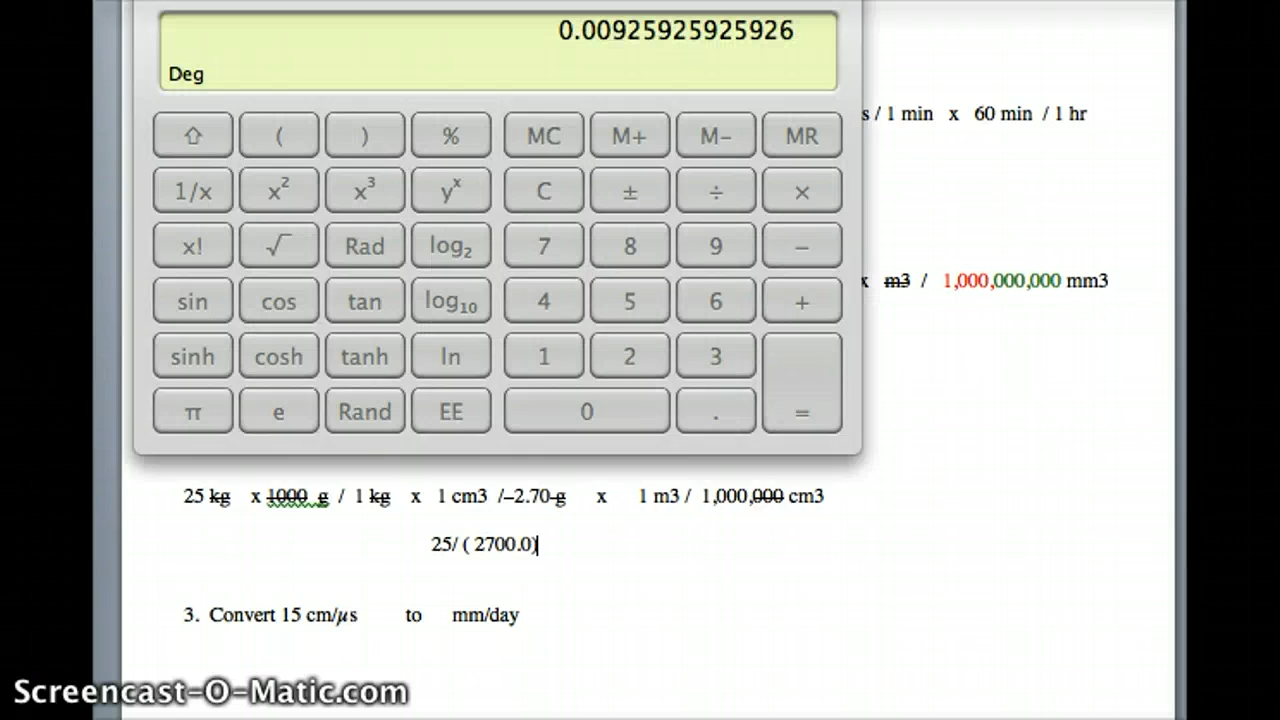 0.00925925925926
Deg
⇧ ( ) % MC M+ M– MR
1/x x² x³ yˣ C ± ÷ ×
x! √ Rad log₂ 7 8 9 −
sin cos tan log₁₀ 4 5 6 +
sinh cosh tanh ln 1 2 3
π e Rand EE 0 . =
s / 1 min x 60 min / 1 hr
x m3 / 1,000,000,000 mm3
25 kg x 1000 g / 1 kg x 1 cm3 / 2.70 g x 1 m3 / 1,000,000 cm3
25/ ( 2700.0)
3. Convert 15 cm/μs to mm/day
Screencast-O-Matic.com